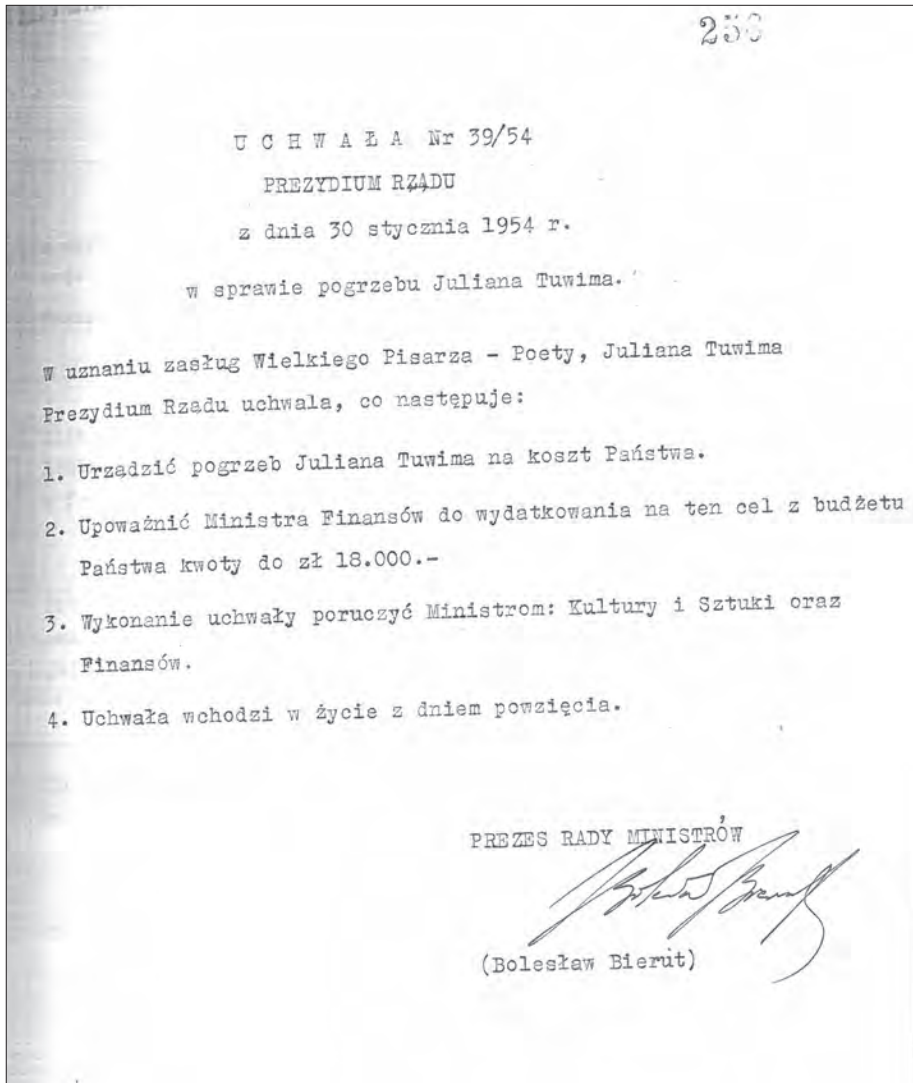 U C H W A Ł A Nr 39/54
PREZYDIUM RZĄDU
z dnia 30 stycznia 1954 r.
w sprawie pogrzebu Juliana Tuwima.
W uznaniu zasług Wielkiego Pisarza - Poety, Juliana Tuwima
Prezydium Rządu uchwala, co następuje:
1. Urządzić pogrzeb Juliana Tuwima na koszt Państwa.
2. Upoważnić Ministra Finansów do wydatkowania na ten cel z budżetu
Państwa kwoty do zł 18.000.-
3. Wykonanie uchwały poruczyć Ministrom: Kultury i Sztuki oraz
Finansów.
4. Uchwała wchodzi w życie z dniem powzięcia.
PREZES RADY MINISTRÓW
(Bolesław Bierut)